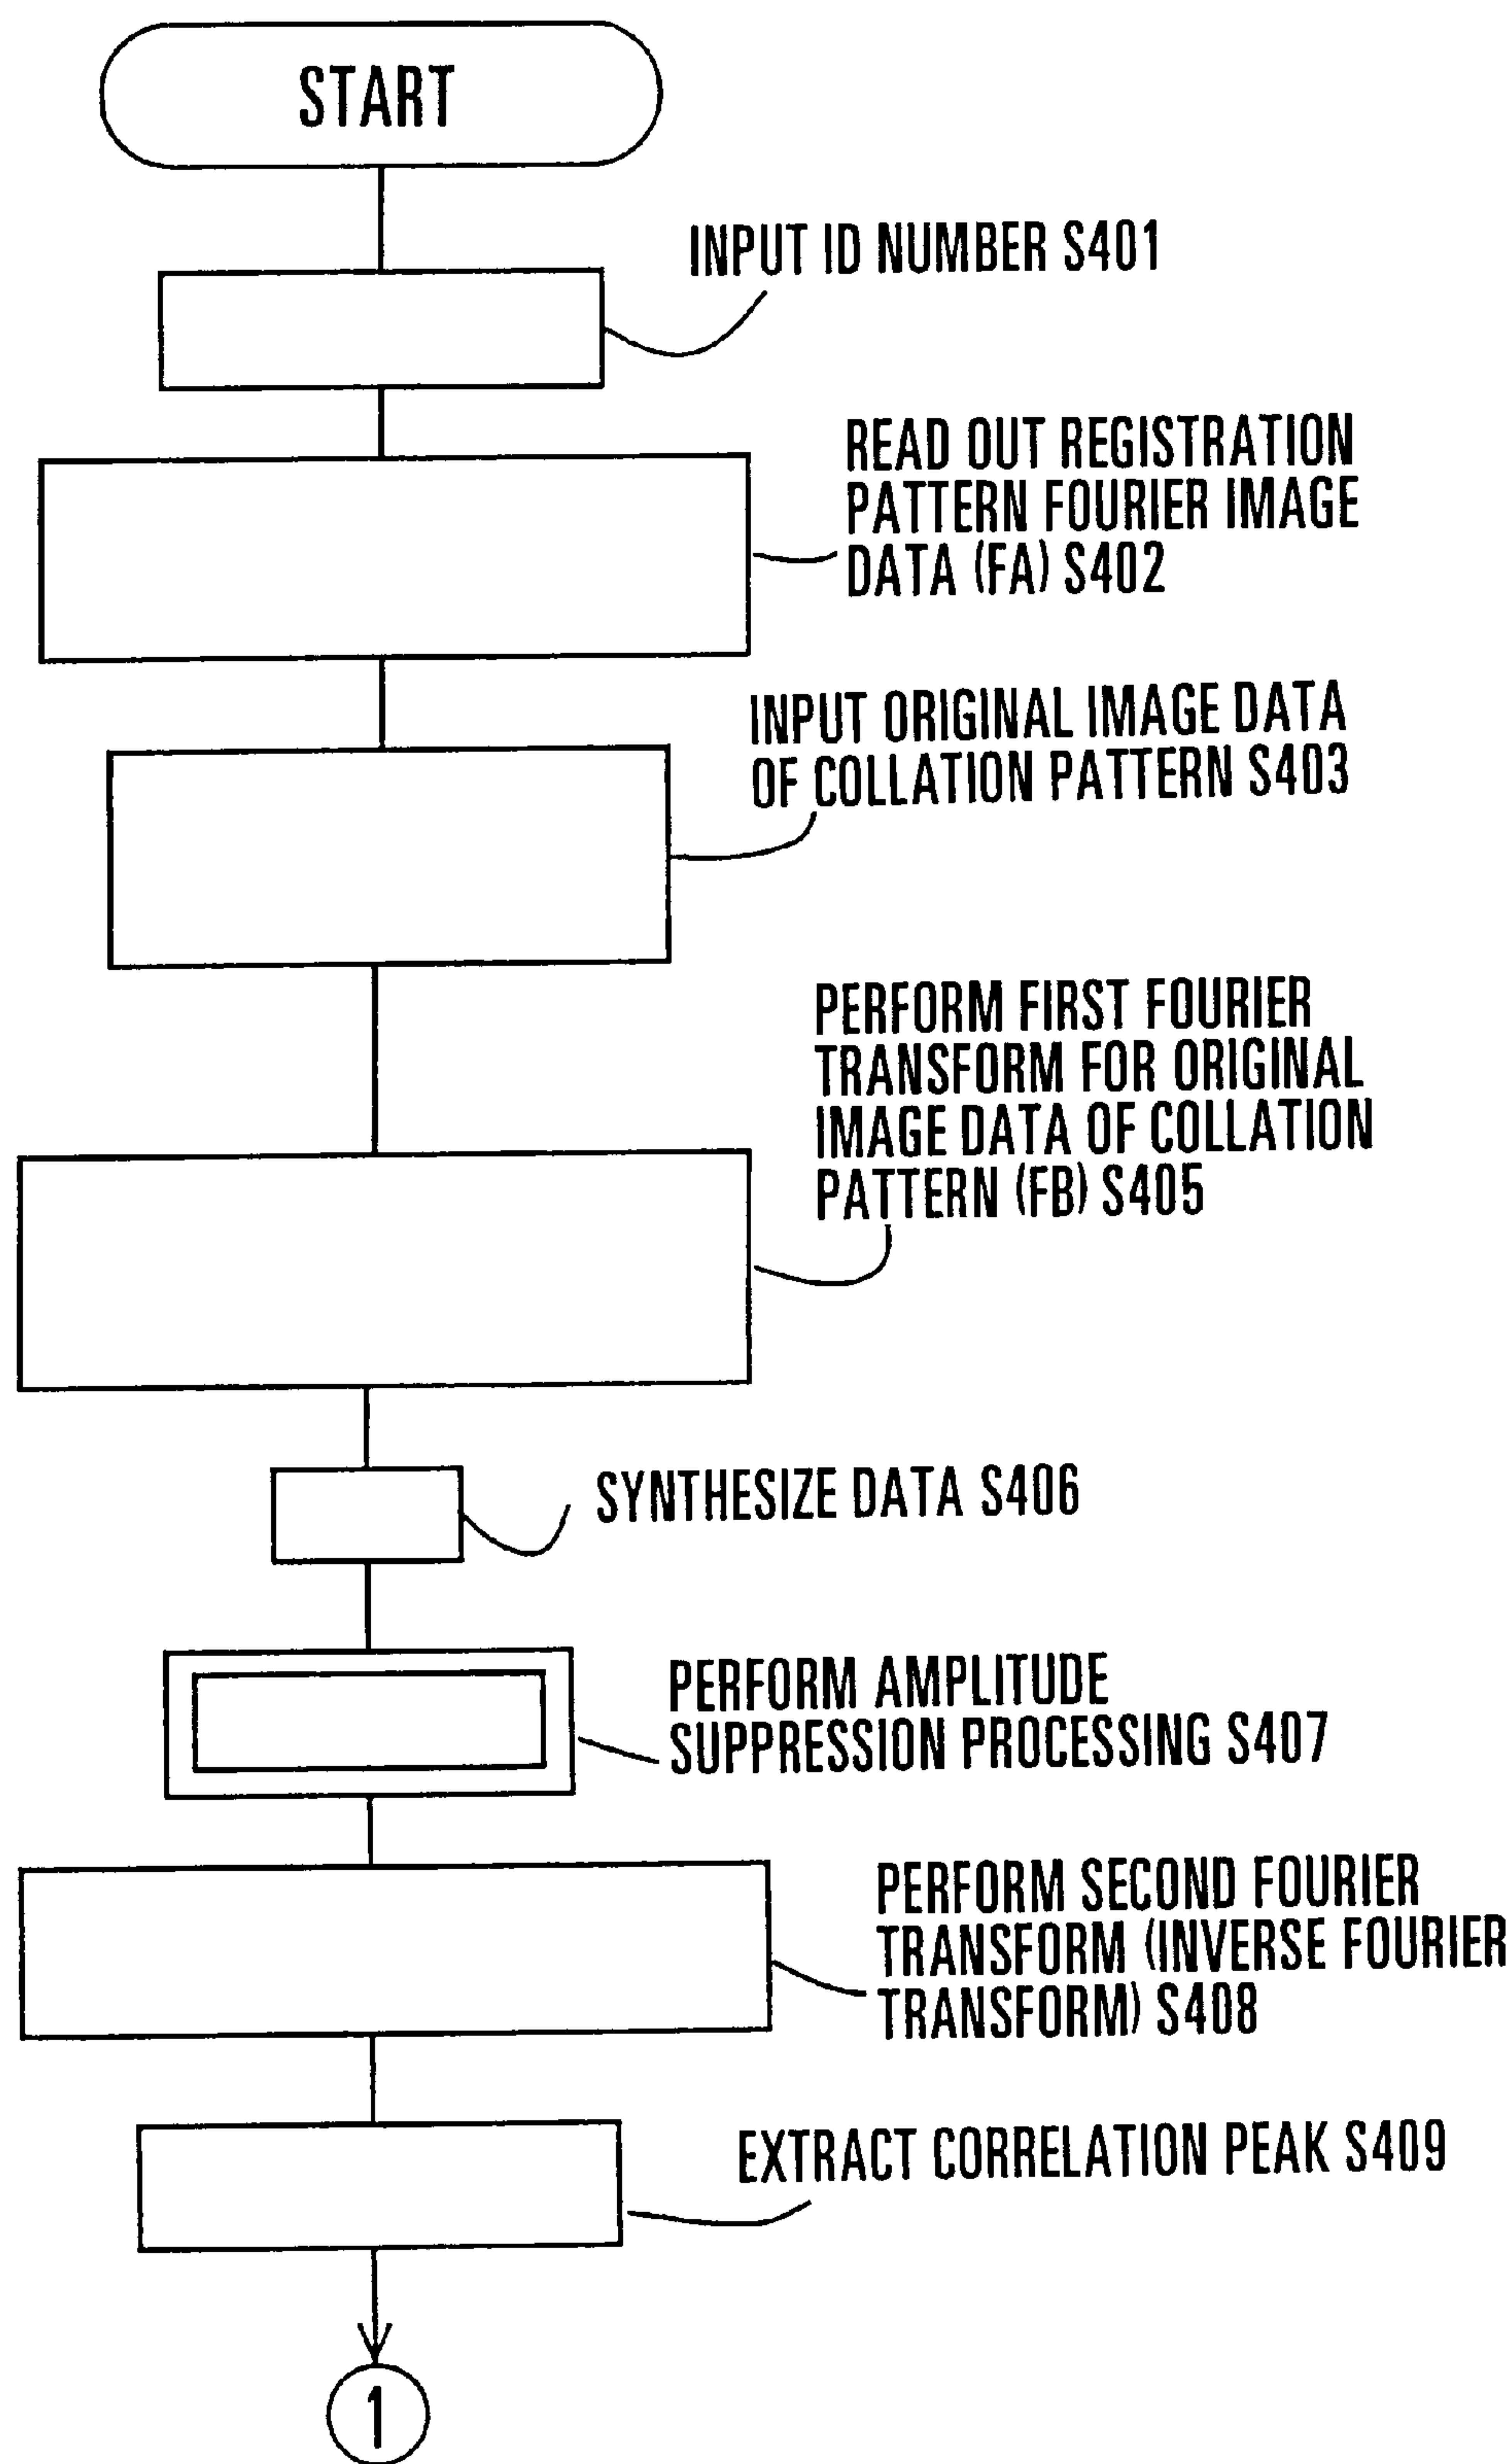 START
INPUT ID NUMBER S401
READ OUT REGISTRATION
PATTERN FOURIER IMAGE
DATA (FA) S402
INPUT ORIGINAL IMAGE DATA
OF COLLATION PATTERN S403
PERFORM FIRST FOURIER
TRANSFORM FOR ORIGINAL
IMAGE DATA OF COLLATION
PATTERN (FB) S405
SYNTHESIZE DATA S406
PERFORM AMPLITUDE
SUPPRESSION PROCESSING S407
PERFORM SECOND FOURIER
TRANSFORM (INVERSE FOURIER
TRANSFORM) S408
EXTRACT CORRELATION PEAK S409
1